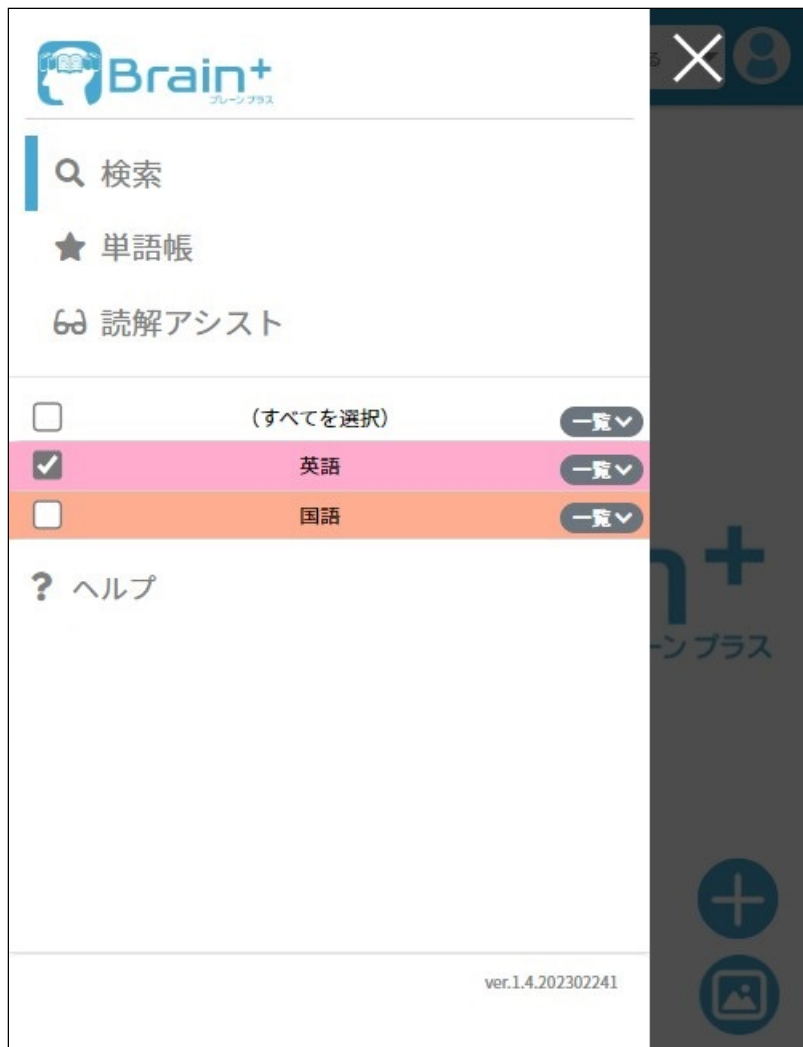 Brain+
ブレーン プラス
る
検索
単語帳
読解アシスト
(すべてを選択)
一覧
英語
一覧
国語
一覧
? ヘルプ
n+
ーン プラス
ver.1.4.202302241